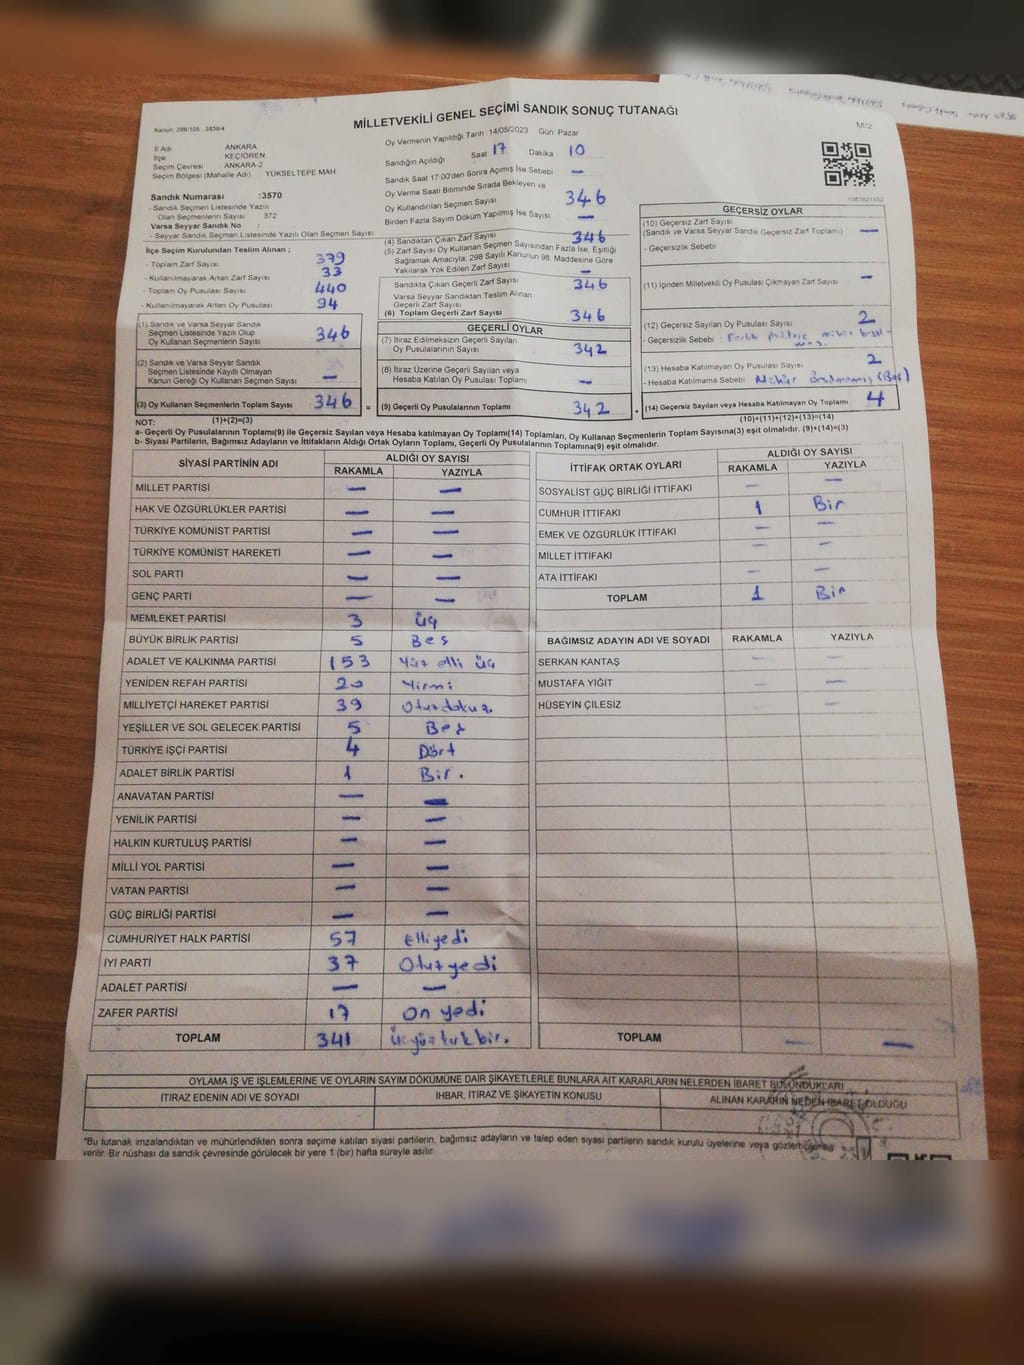 MİLLETVEKİLİ GENEL SEÇİMİ SANDIK SONUÇ TUTANAĞI
Kanun: 298/105 , 2839/4
M/2
İl Adı ANKARA
İlçe KEÇİÖREN
Seçim Çevresi ANKARA-2
Seçim Bölgesi (Mahalle Adı) YÜKSELTEPE MAH
Sandık Numarası :3570
- Sandık Seçmen Listesinde Yazılı
Olan Seçmenlerin Sayısı 372
Varsa Seyyar Sandık No :
- Seyyar Sandık Seçmen Listesinde Yazılı Olan Seçmen Sayısı:
Oy Vermenin Yapıldığı Tarih : 14/05/2023 Gün: Pazar
Sandığın Açıldığı Saat 17 Dakika 10
Sandık Saat 17.00'den Sonra Açılmış İse Sebebi —
Oy Verme Saati Bitiminde Sırada Bekleyen ve
Oy Kullandırılan Seçmen Sayısı 346
Birden Fazla Sayım Döküm Yapılmış İse Sayısı —
İlçe Seçim Kurulundan Teslim Alınan ;
- Toplam Zarf Sayısı 379
- Kullanılmayarak Artan Zarf Sayısı 33
- Toplam Oy Pusulası Sayısı 440
- Kullanılmayarak Artan Oy Pusulası 94
(4) Sandıktan Çıkan Zarf Sayısı 346
(5) Zarf Sayısı Oy Kullanan Seçmen Sayısından Fazla İse, Eşitliği
Sağlamak Amacıyla; 298 Sayılı Kanunun 98. Maddesine Göre
Yakılarak Yok Edilen Zarf Sayısı —
Sandıkta Çıkan Geçerli Zarf Sayısı 346
Varsa Seyyar Sandıktan Teslim Alınan
Geçerli Zarf Sayısı
(6) Toplam Geçerli Zarf Sayısı 346
(1) Sandık ve Varsa Seyyar Sandık
Seçmen Listesinde Yazılı Olup
Oy Kullanan Seçmenlerin Sayısı 346
(2) Sandık ve Varsa Seyyar Sandık
Seçmen Listesinde Kayıtlı Olmayan
Kanun Gereği Oy Kullanan Seçmen Sayısı —
(3) Oy Kullanan Seçmenlerin Toplam Sayısı 346
(1)+(2)=(3)
GEÇERLİ OYLAR
(7) İtiraz Edilmeksizin Geçerli Sayılan
Oy Pusulalarının Sayısı 342
(8) İtiraz Üzerine Geçerli Sayılan veya
Hesaba Katılan Oy Pusulası Toplamı —
= (9) Geçerli Oy Pusulalarının Toplamı 342 +
GEÇERSİZ OYLAR
(10) Geçersiz Zarf Sayısı
(Sandık ve Varsa Seyyar Sandık Geçersiz Zarf Toplamı) —
- Geçersizlik Sebebi
(11) İçinden Milletvekili Oy Pusulası Çıkmayan Zarf Sayısı —
(12) Geçersiz Sayılan Oy Pusulası Sayısı 2
- Geçersizlik Sebebi :
(13) Hesaba Katılmayan Oy Pusulası Sayısı 2
- Hesaba Katılmama Sebebi Mühür Basılmamış (Boş)
(14) Geçersiz Sayılan veya Hesaba Katılmayan Oy Pusulası Toplamı 4
(10)+(11)+(12)+(13)=(14)
NOT:
a- Geçerli Oy Pusulalarının Toplamı(9) ile Geçersiz Sayılan veya Hesaba katılmayan Oy Toplamı(14) Toplamları, Oy Kullanan Seçmenlerin Toplam Sayısına(3) eşit olmalıdır. (9)+(14)=(3)
b- Siyasi Partilerin, Bağımsız Adayların ve İttifakların Aldığı Ortak Oyların Toplamı, Geçerli Oy Pusulalarının Toplamına(9) eşit olmalıdır.
SİYASİ PARTİNİN ADI ALDIĞI OY SAYISI
RAKAMLA YAZIYLA
MİLLET PARTİSİ — —
HAK VE ÖZGÜRLÜKLER PARTİSİ — —
TÜRKİYE KOMÜNİST PARTİSİ — —
TÜRKİYE KOMÜNİST HAREKETİ — —
SOL PARTİ — —
GENÇ PARTİ — —
MEMLEKET PARTİSİ 3 üç
BÜYÜK BİRLİK PARTİSİ 5 Beş
ADALET VE KALKINMA PARTİSİ 153 Yüz elli üç
YENİDEN REFAH PARTİSİ 20 Yirmi
MİLLİYETÇİ HAREKET PARTİSİ 39 Otuzdokuz
YEŞİLLER VE SOL GELECEK PARTİSİ 5 Beş
TÜRKİYE İŞÇİ PARTİSİ 4 Dört
ADALET BİRLİK PARTİSİ 1 Bir.
ANAVATAN PARTİSİ — —
YENİLİK PARTİSİ — —
HALKIN KURTULUŞ PARTİSİ — —
MİLLİ YOL PARTİSİ — —
VATAN PARTİSİ — —
GÜÇ BİRLİĞİ PARTİSİ — —
CUMHURİYET HALK PARTİSİ 57 Elliyedi
İYİ PARTİ 37 Otuzyedi
ADALET PARTİSİ — —
ZAFER PARTİSİ 17 On yedi
TOPLAM 341 Üçyüzkırkbir.
İTTİFAK ORTAK OYLARI ALDIĞI OY SAYISI
RAKAMLA YAZIYLA
SOSYALİST GÜÇ BİRLİĞİ İTTİFAKI — —
CUMHUR İTTİFAKI 1 Bir
EMEK VE ÖZGÜRLÜK İTTİFAKI — —
MİLLET İTTİFAKI — —
ATA İTTİFAKI — —
TOPLAM 1 Bir
BAĞIMSIZ ADAYIN ADI VE SOYADI RAKAMLA YAZIYLA
SERKAN KANTAŞ — —
MUSTAFA YİĞİT — —
HÜSEYİN ÇİLESİZ — —
TOPLAM — —
OYLAMA İŞ VE İŞLEMLERİNE VE OYLARIN SAYIM DÖKÜMÜNE DAİR ŞİKAYETLERLE BUNLARA AİT KARARLARIN NELERDEN İBARET BULUNDUKLARI
İTİRAZ EDENİN ADI VE SOYADI İHBAR, İTİRAZ VE ŞİKAYETİN KONUSU ALINAN KARARIN NEDEN İBARET OLDUĞU
*Bu tutanak imzalandıktan ve mühürlendikten sonra seçime katılan siyasi partilerin, bağımsız adayların ve talep eden siyasi partilerin sandık kurulu üyelerine veya gözlemcilerine
verilir. Bir nüshası da sandık çevresinde görülecek bir yere 1 (bir) hafta süreyle asılır.